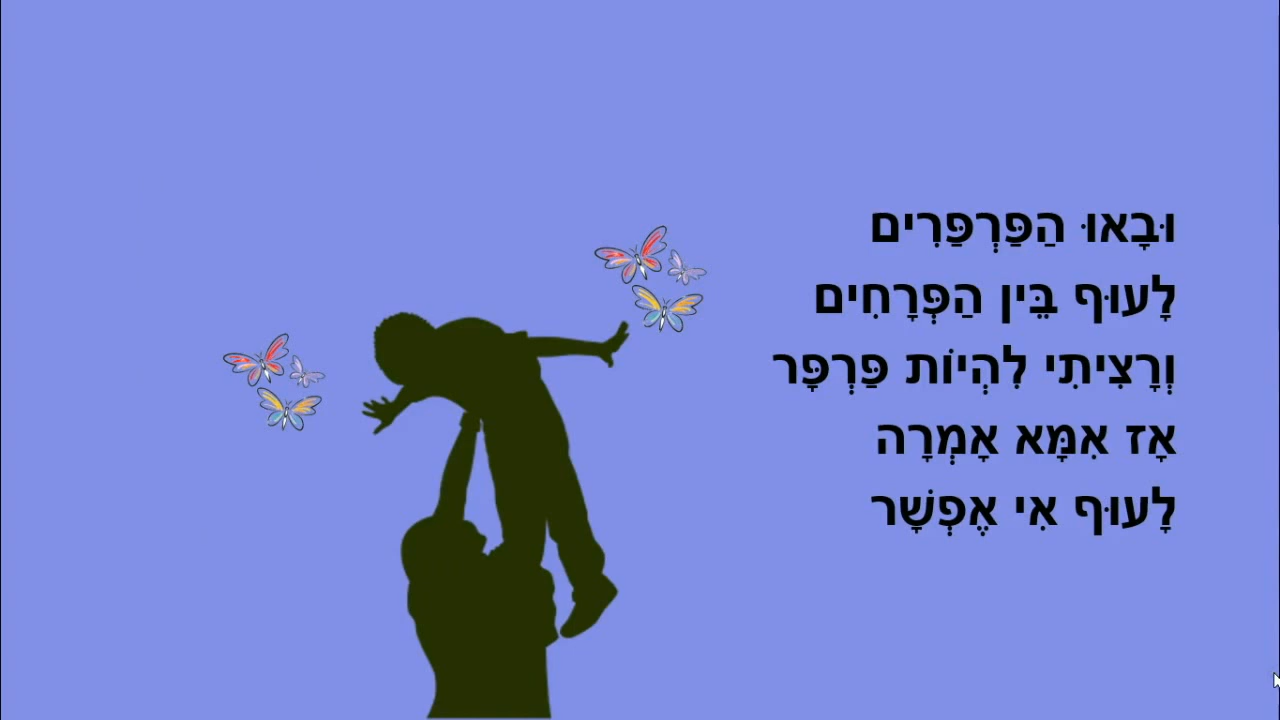 וּבָאוּ הַפַּרְפַּרִים
לָעוּף בֵּין הַפְּרָחִים
וְרָצִיתִי לִהְיוֹת פַּרְפָּר
אָז אִמָּא אָמְרָה
לָעוּף אִי אֶפְשָׁר